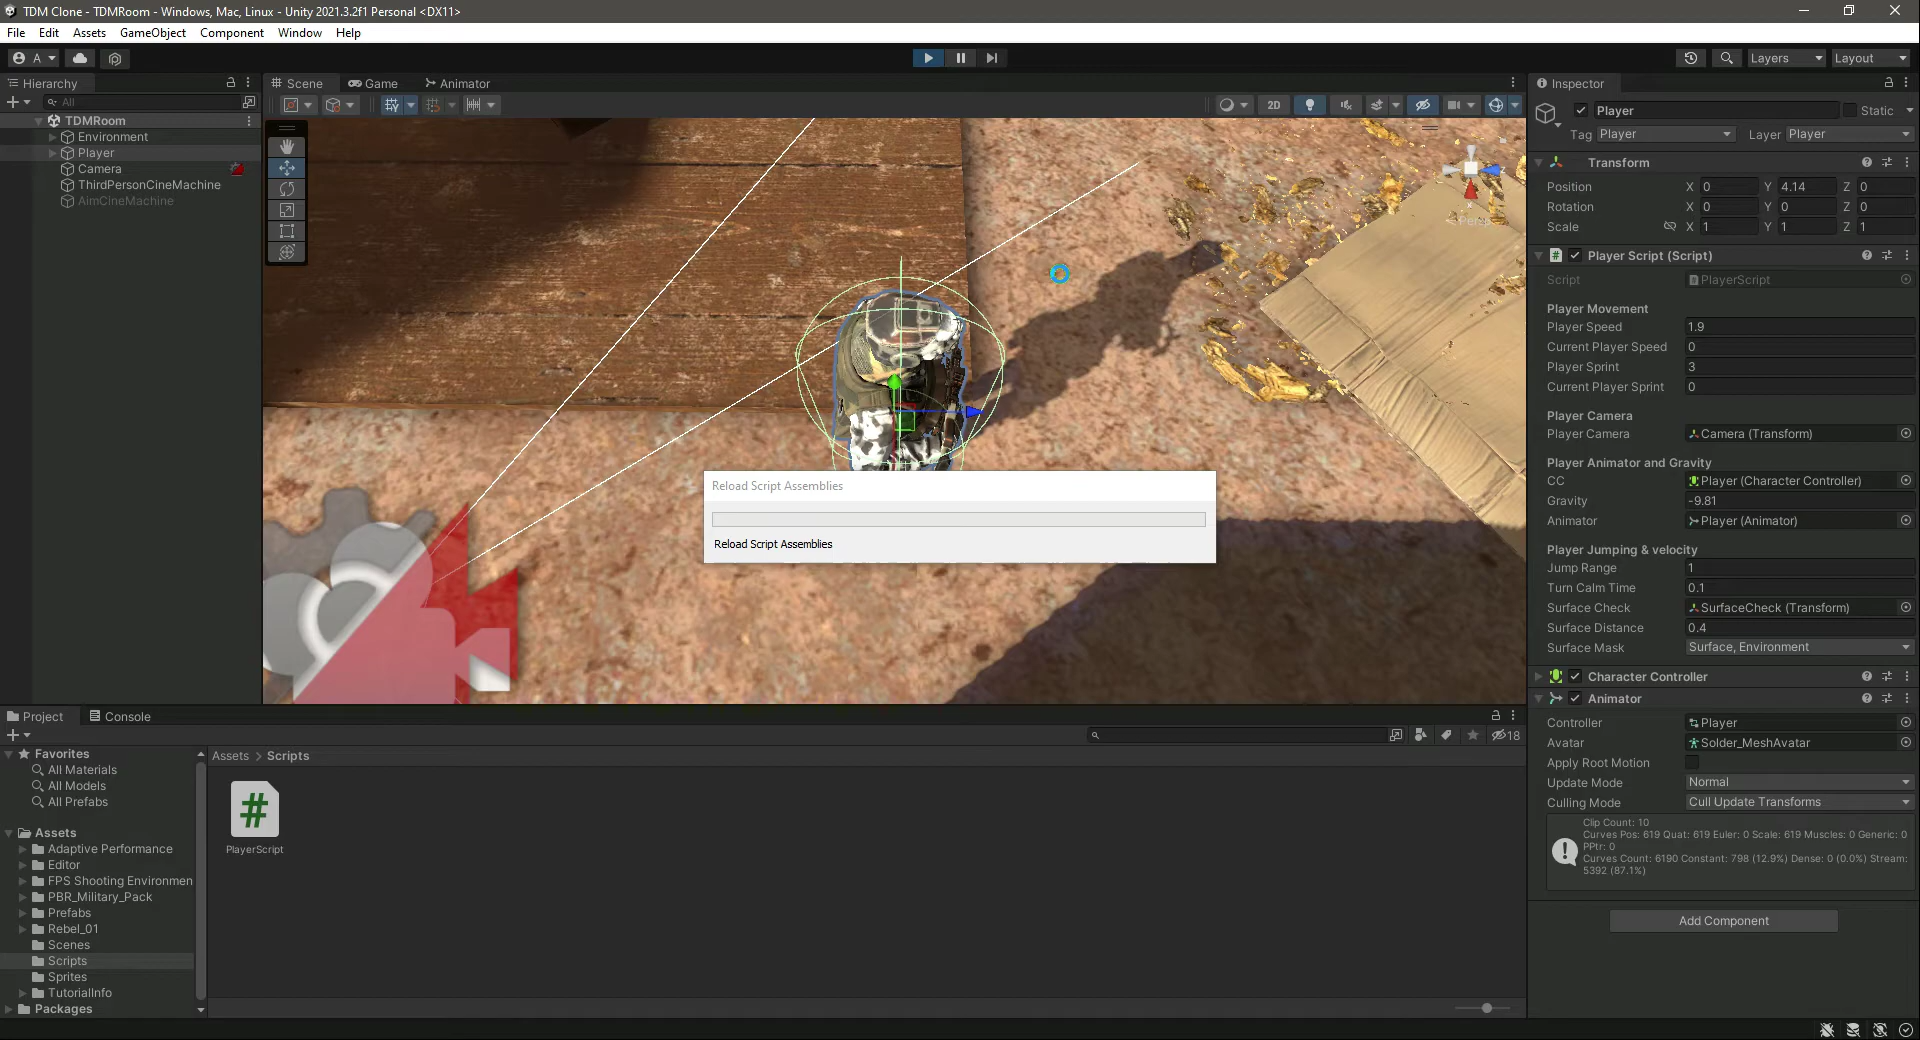 TDM Clone - TDMRoom - Windows, Mac, Linux - Unity 2021.3.2f1 Personal <DX11>
File Edit Assets GameObject Component Window Help
A
Layers
Layout
Hierarchy
Scene
Game
Animator
Inspector
All
2D
TDMRoom
Environment
Player
Camera
ThirdPersonCineMachine
AimCineMachine
Persp
Player
Static
Tag Player Layer Player
Transform
Position X 0 Y 4.14 Z 0
Rotation X 0 Y 0 Z 0
Scale X 1 Y 1 Z 1
Player Script (Script)
Script PlayerScript
Player Movement
Player Speed 1.9
Current Player Speed 0
Player Sprint 3
Current Player Sprint 0
Player Camera
Player Camera Camera (Transform)
Player Animator and Gravity
CC Player (Character Controller)
Gravity -9.81
Animator Player (Animator)
Player Jumping & velocity
Jump Range 1
Turn Calm Time 0.1
Surface Check SurfaceCheck (Transform)
Surface Distance 0.4
Surface Mask Surface, Environment
Character Controller
Animator
Controller Player
Avatar Solder_MeshAvatar
Apply Root Motion
Update Mode Normal
Culling Mode Cull Update Transforms
Clip Count: 10
Curves Pos: 619 Quat: 619 Euler: 0 Scale: 619 Muscles: 0 Generic: 0
PPtr: 0
Curves Count: 6190 Constant: 798 (12.9%) Dense: 0 (0.0%) Stream:
5392 (87.1%)
Add Component
Reload Script Assemblies
Reload Script Assemblies
Project
Console
18
Favorites
All Materials
All Models
All Prefabs
Assets
Adaptive Performance
Editor
FPS Shooting Environmen
PBR_Military_Pack
Prefabs
Rebel_01
Scenes
Scripts
Sprites
TutorialInfo
Packages
Assets > Scripts
#
PlayerScript